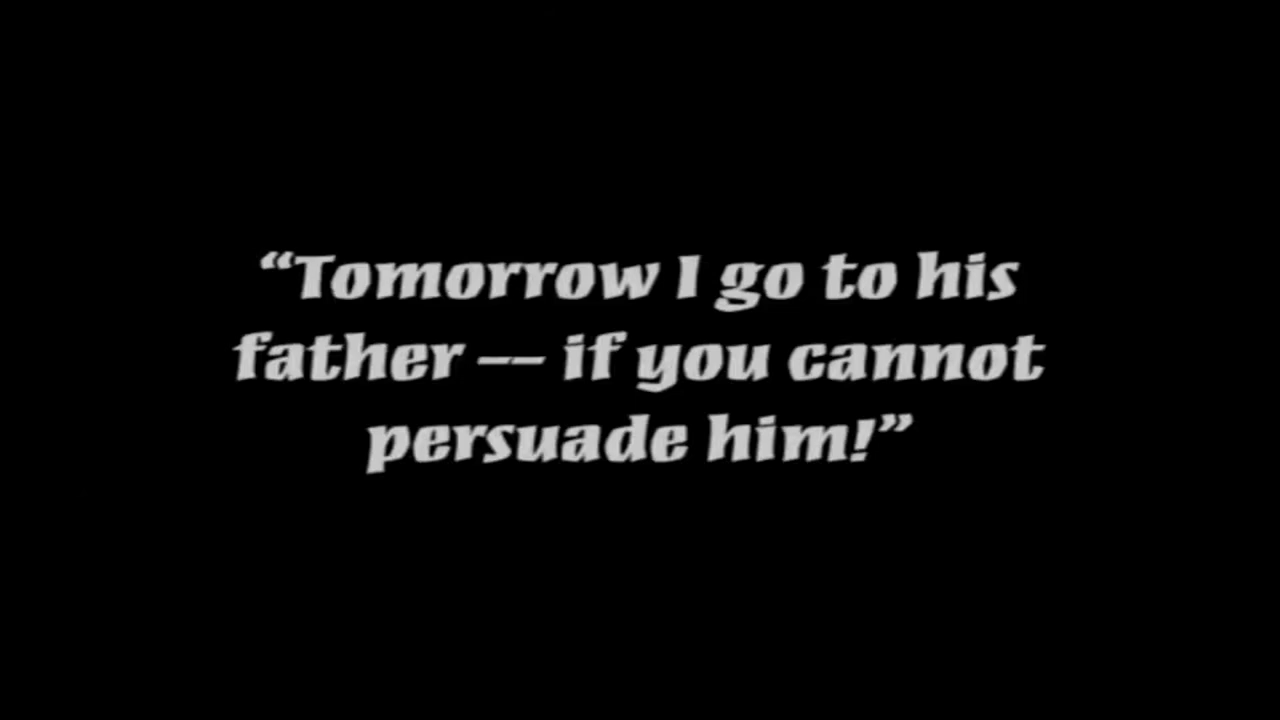 “Tomorrow I go to his
father -- if you cannot
persuade him!”